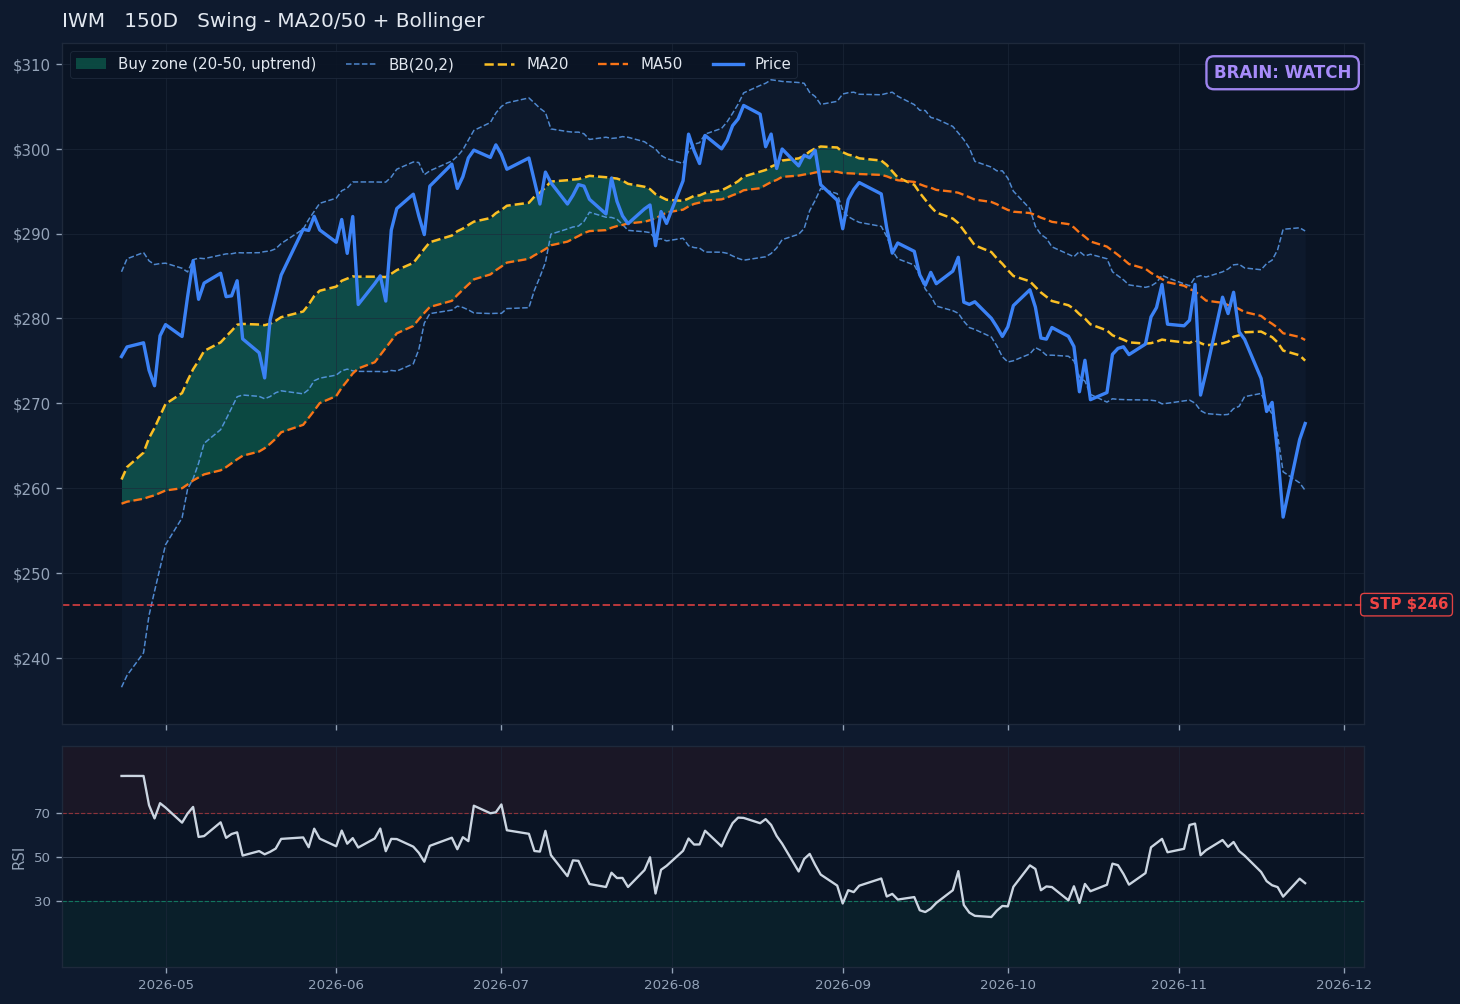 IWM   150D   Swing - MA20/50 + Bollinger
Buy zone (20-50, uptrend)   BB(20,2)   MA20   MA50   Price
BRAIN: WATCH
$310
$300
$290
$280
$270
$260
$250
$240
STP $246
RSI
70
50
30
2026-05   2026-06   2026-07   2026-08   2026-09   2026-10   2026-11   2026-12